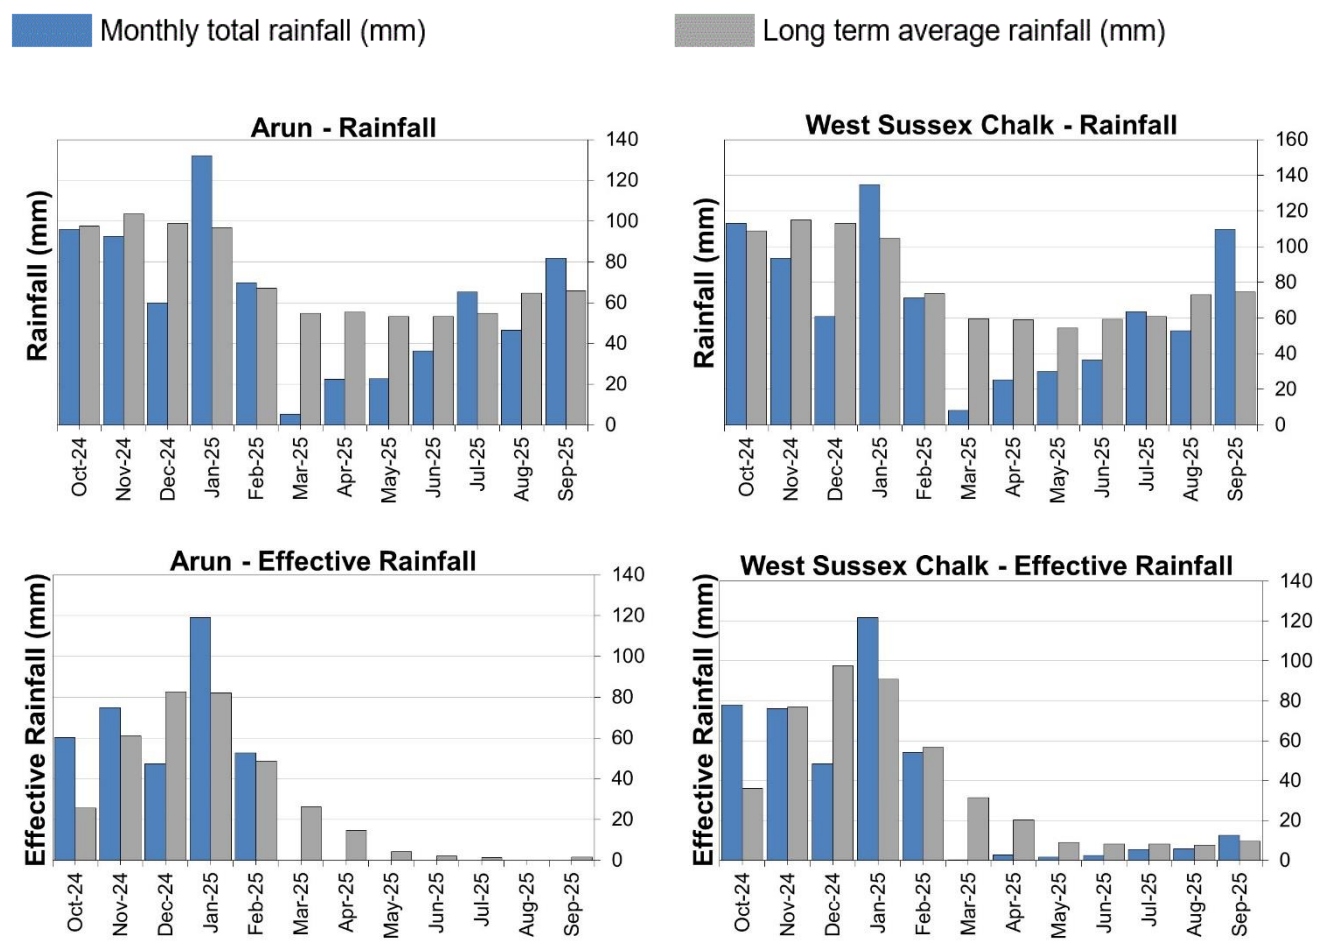 Monthly total rainfall (mm)
Long term average rainfall (mm)
Arun - Rainfall
Rainfall (mm)
140
120
100
80
60
40
20
0
Oct-24
Nov-24
Dec-24
Jan-25
Feb-25
Mar-25
Apr-25
May-25
Jun-25
Jul-25
Aug-25
Sep-25
West Sussex Chalk - Rainfall
Rainfall (mm)
160
140
120
100
80
60
40
20
0
Oct-24
Nov-24
Dec-24
Jan-25
Feb-25
Mar-25
Apr-25
May-25
Jun-25
Jul-25
Aug-25
Sep-25
Arun - Effective Rainfall
Effective Rainfall (mm)
140
120
100
80
60
40
20
0
Oct-24
Nov-24
Dec-24
Jan-25
Feb-25
Mar-25
Apr-25
May-25
Jun-25
Jul-25
Aug-25
Sep-25
West Sussex Chalk - Effective Rainfall
Effective Rainfall (mm)
140
120
100
80
60
40
20
0
Oct-24
Nov-24
Dec-24
Jan-25
Feb-25
Mar-25
Apr-25
May-25
Jun-25
Jul-25
Aug-25
Sep-25